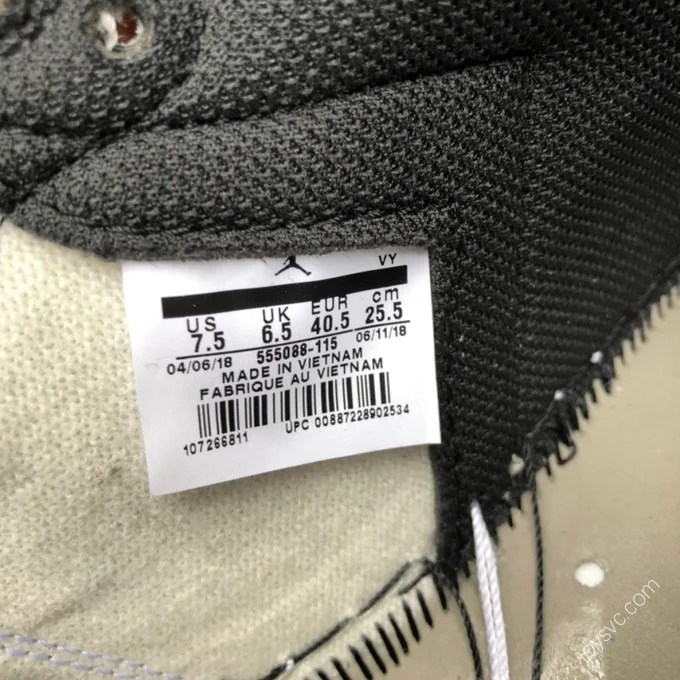 VY
US UK EUR cm
7.5 6.5 40.5 25.5
04/06/18 555088-115 06/11/18
MADE IN VIETNAM
FABRIQUE AU VIETNAM
107266811 UPC 00887228902534